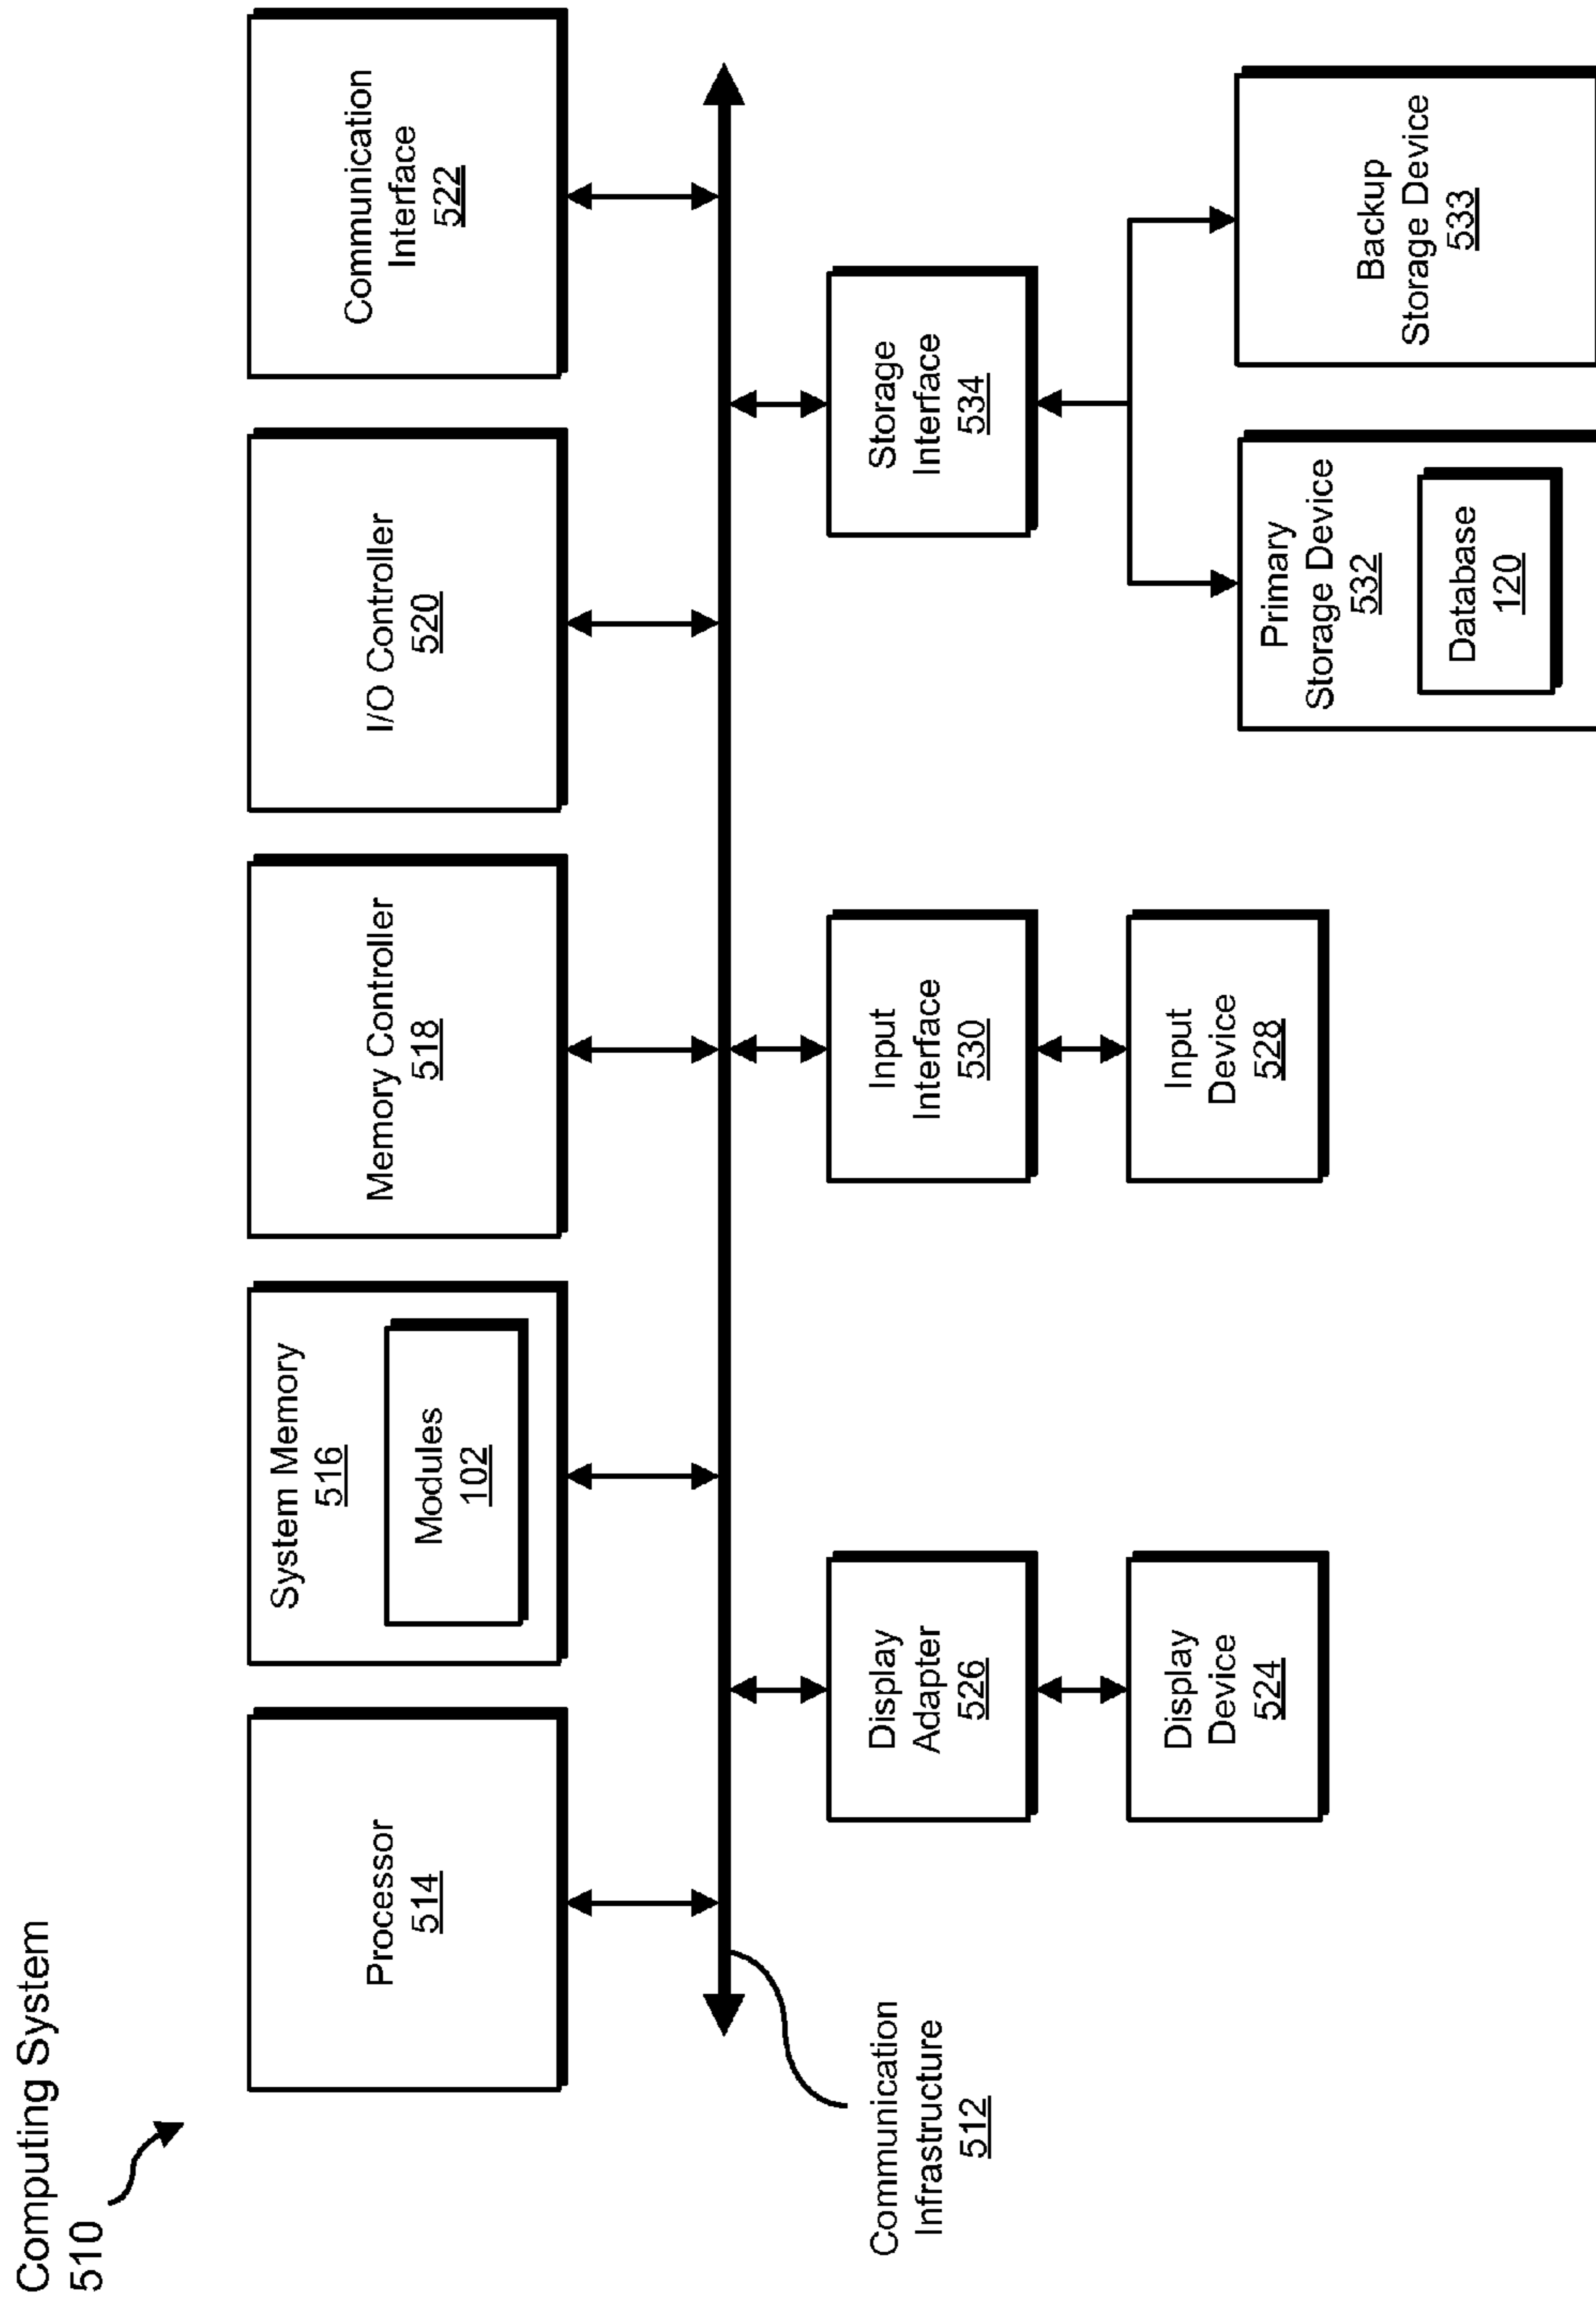 Computing System
510
Processor
514
System Memory
516
Modules
102
Memory Controller
518
I/O Controller
520
Communication
Interface
522
Communication
Infrastructure
512
Display
Adapter
526
Input
Interface
530
Storage
Interface
534
Display
Device
524
Input
Device
528
Primary
Storage Device
532
Database
120
Backup
Storage Device
533